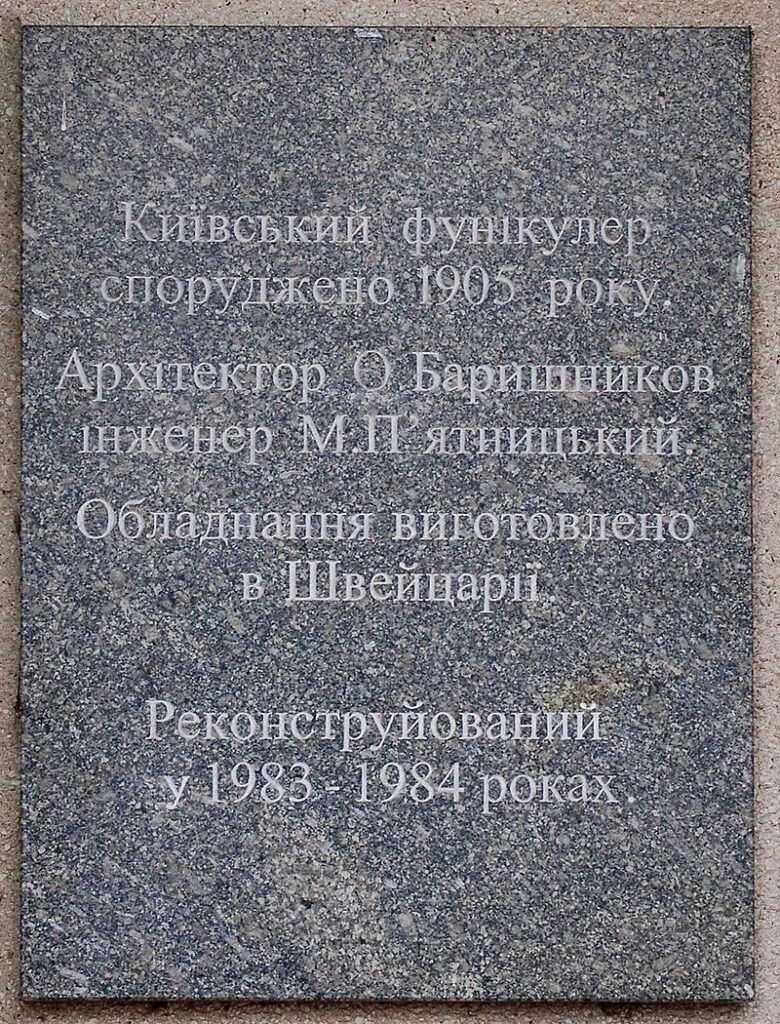 Київський фунікулер
споруджено 1905 року.
Архітектор О Баришников
інженер М.П'ятницький.
Обладнання виготовлено
в Швейцарії
Реконструйований
у 1983-1984 роках.